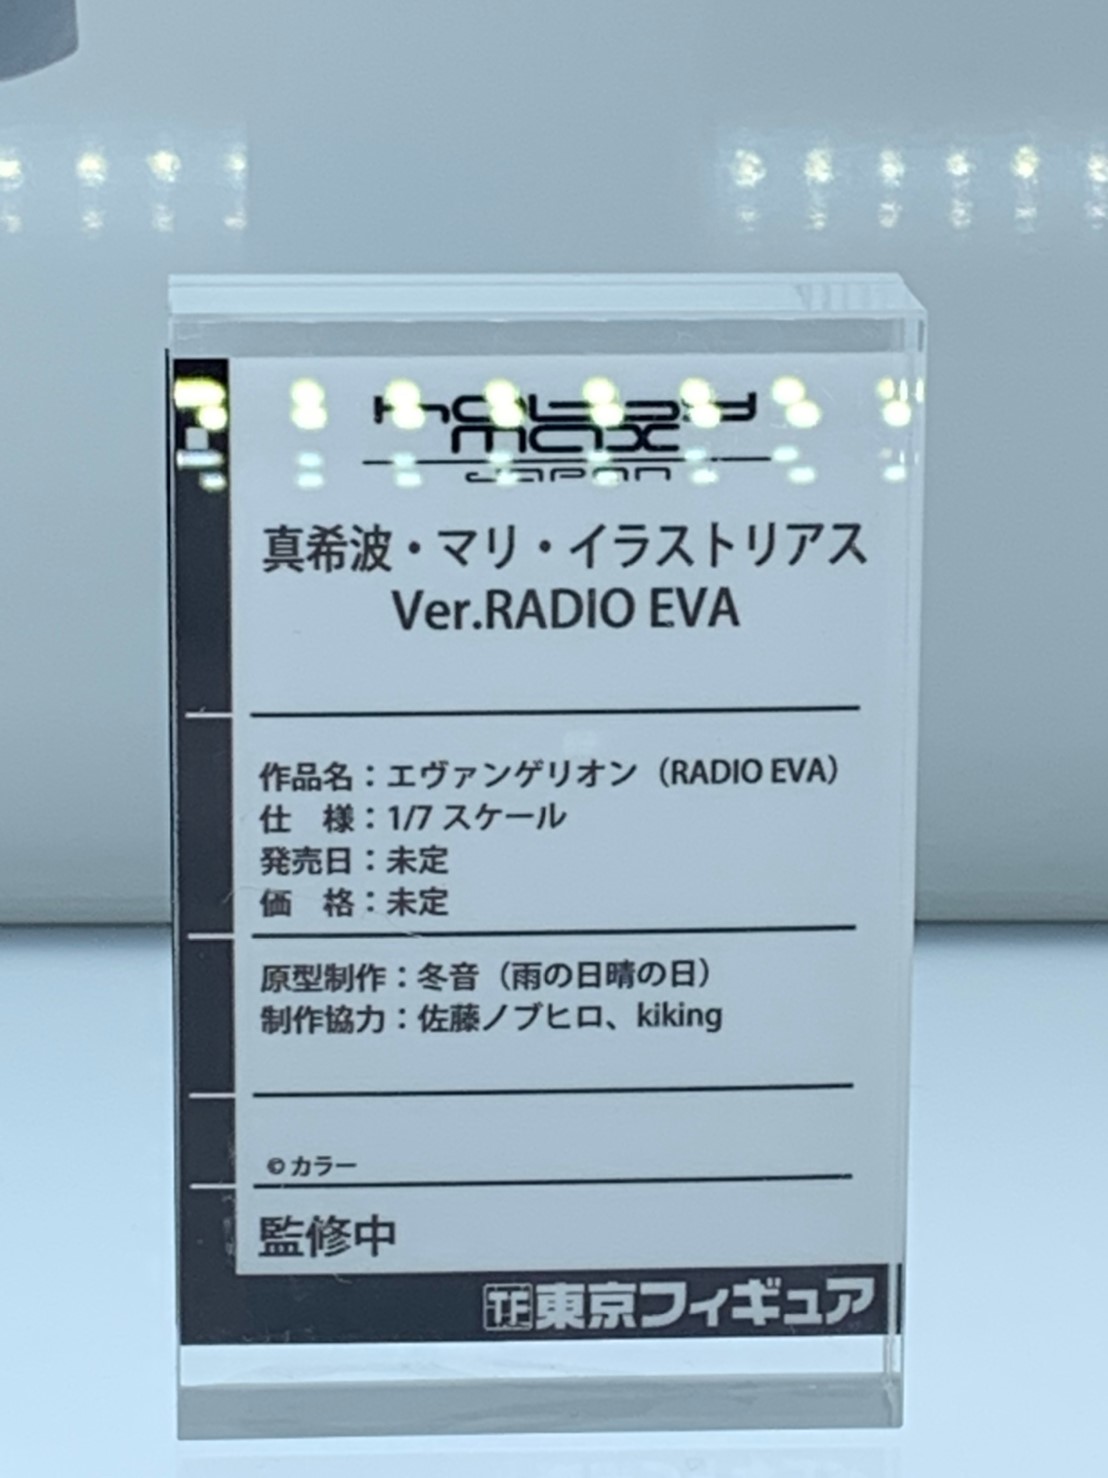 hobby
max
JAPAN
真希波・マリ・イラストリアス
Ver.RADIO EVA
作品名：エヴァンゲリオン（RADIO EVA）
仕　様：1/7 スケール
発売日：未定
価　格：未定
原型制作：冬音（雨の日晴の日）
制作協力：佐藤ノブヒロ、kiking
© カラー
監修中
TF 東京フィギュア